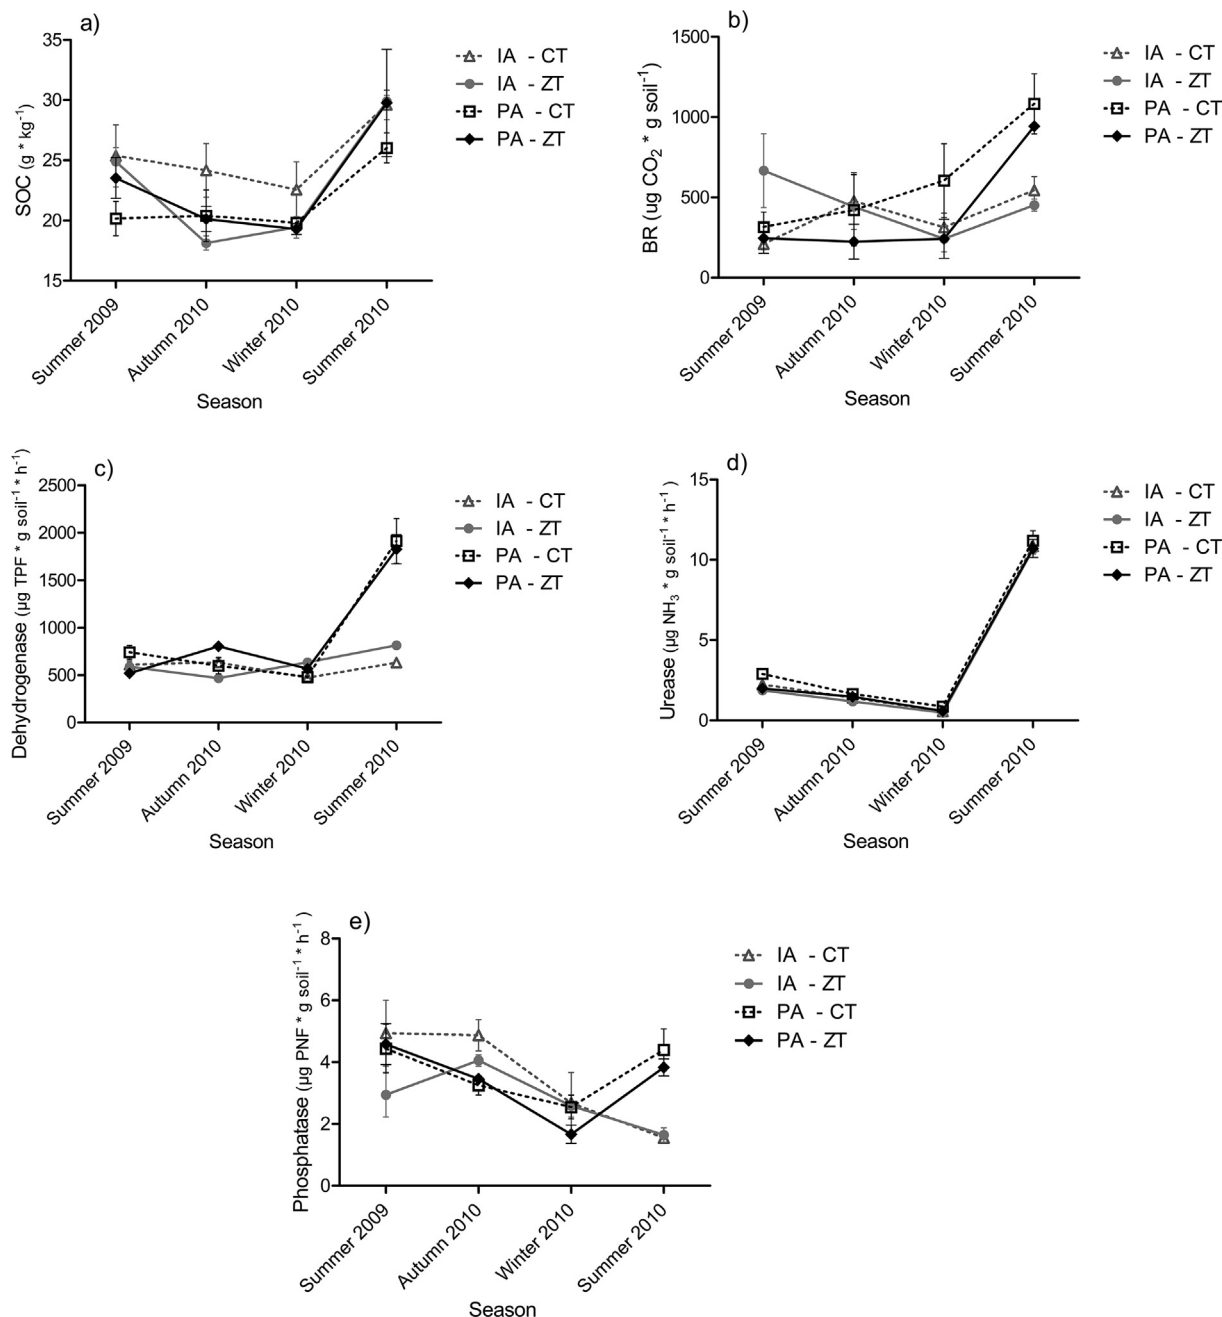 a)
SOC (g * kg⁻¹)
35
30
25
20
15
Summer 2009
Autumn 2010
Winter 2010
Summer 2010
Season
IA - CT
IA - ZT
PA - CT
PA - ZT
b)
BR (ug CO₂ * g soil⁻¹)
1500
1000
500
0
Summer 2009
Autumn 2010
Winter 2010
Summer 2010
Season
IA - CT
IA - ZT
PA - CT
PA - ZT
c)
Dehydrogenase (µg TPF * g soil⁻¹ * h⁻¹)
2500
2000
1500
1000
500
0
Summer 2009
Autumn 2010
Winter 2010
Summer 2010
Season
IA - CT
IA - ZT
PA - CT
PA - ZT
d)
Urease (µg NH₃ * g soil⁻¹ * h⁻¹ )
15
10
5
0
Summer 2009
Autumn 2010
Winter 2010
Summer 2010
Season
IA - CT
IA - ZT
PA - CT
PA - ZT
e)
Phosphatase (µg PNF * g soil⁻¹ * h⁻¹ )
8
6
4
2
0
Summer 2009
Autumn 2010
Winter 2010
Summer 2010
Season
IA - CT
IA - ZT
PA - CT
PA - ZT